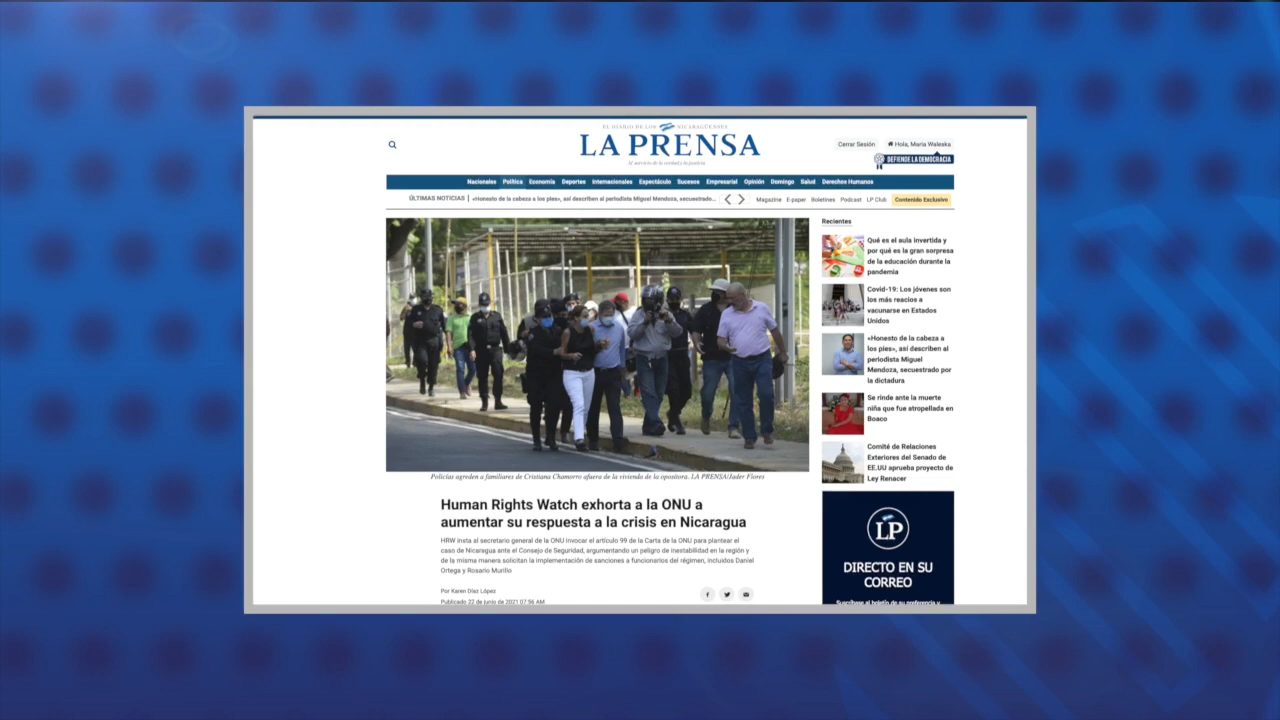 EL DIARIO DE LOS NICARAGÜENSES
LA PRENSA
Al servicio de la verdad y la justicia
Cerrar Sesión
Hola, Maria Waleska
DEFIENDE LA DEMOCRACIA
Nacionales Política Economía Deportes Internacionales Espectáculo Sucesos Empresarial Opinión Domingo Salud Derechos Humanos
ÚLTIMAS NOTICIAS | «Honesto de la cabeza a los pies», así describen al periodista Miguel Mendoza, secuestrado...
Magazine E-paper Boletines Podcast LP Club Contenido Exclusivo
Policías agreden a familiares de Cristiana Chamorro afuera de la vivienda de la opositora. LA PRENSA/Jader Flores
Human Rights Watch exhorta a la ONU a
aumentar su respuesta a la crisis en Nicaragua
HRW insta al secretario general de la ONU invocar el artículo 99 de la Carta de la ONU para plantear el
caso de Nicaragua ante el Consejo de Seguridad, argumentando un peligro de inestabilidad en la región y
de la misma manera solicitan la implementación de sanciones a funcionarios del régimen, incluidos Daniel
Ortega y Rosario Murillo
Por Karen Díaz López
Publicado 22 de junio de 2021 07:56 AM
Recientes
Qué es el aula invertida y
por qué es la gran sorpresa
de la educación durante la
pandemia
Covid-19: Los jóvenes son
los más reacios a
vacunarse en Estados
Unidos
«Honesto de la cabeza a
los pies», así describen al
periodista Miguel
Mendoza, secuestrado por
la dictadura
Se rinde ante la muerte
niña que fue atropellada en
Boaco
Comité de Relaciones
Exteriores del Senado de
EE.UU aprueba proyecto de
Ley Renacer
LP
DIRECTO EN SU
CORREO
Suscríbase al boletín de su preferencia y